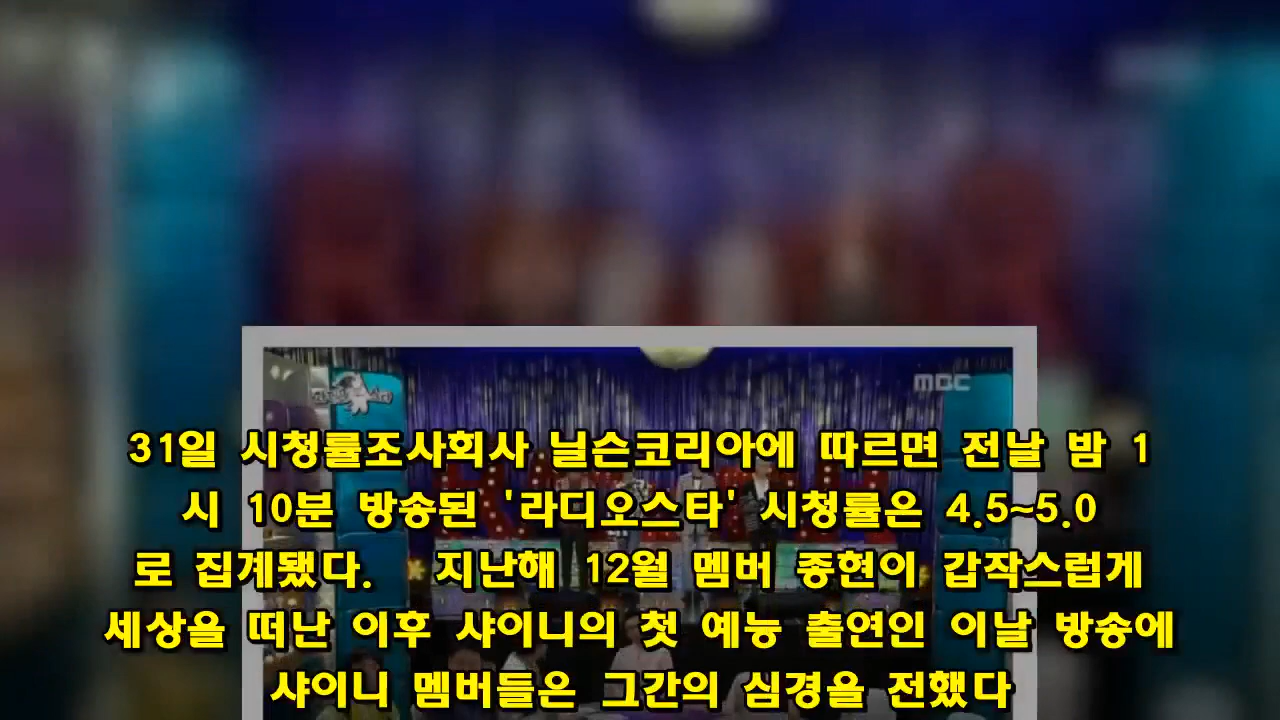 MBC
31일 시청률조사회사 닐슨코리아에 따르면 전날 밤 1
시 10분 방송된 '라디오스타' 시청률은 4.5~5.0
로 집계됐다. 지난해 12월 멤버 종현이 갑작스럽게
세상을 떠난 이후 샤이니의 첫 예능 출연인 이날 방송에
샤이니 멤버들은 그간의 심경을 전했다